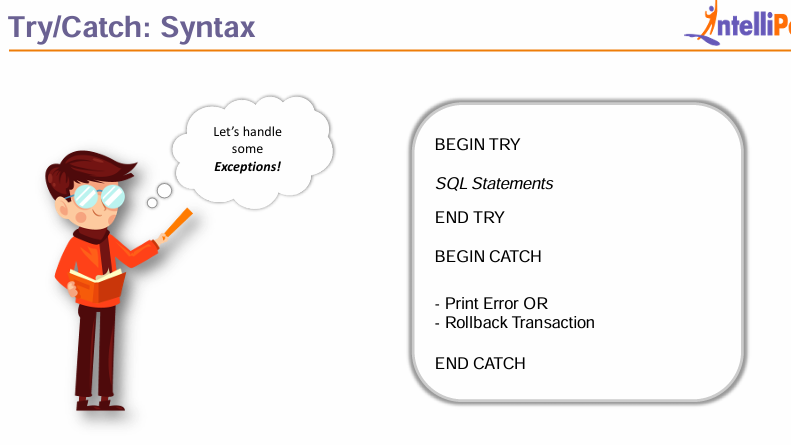 Try/Catch: Syntax
Let's handle
some
Exceptions!
BEGIN TRY
SQL Statements
END TRY
BEGIN CATCH
- Print Error OR
- Rollback Transaction
END CATCH